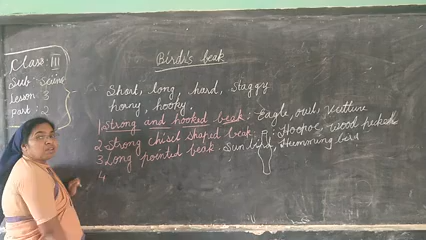 Class: III
Sub: Science
Lesson: 3
Part: 2
Bird's beak
Short, long, hard, staggy
horny, hooky.
1. Strong and hooked beak: Eagle, owl, Vulture
2. Strong chisel shaped beak: Hoopoe, wood pecker
3. Long pointed beak: Sun bird, Humming bird
4